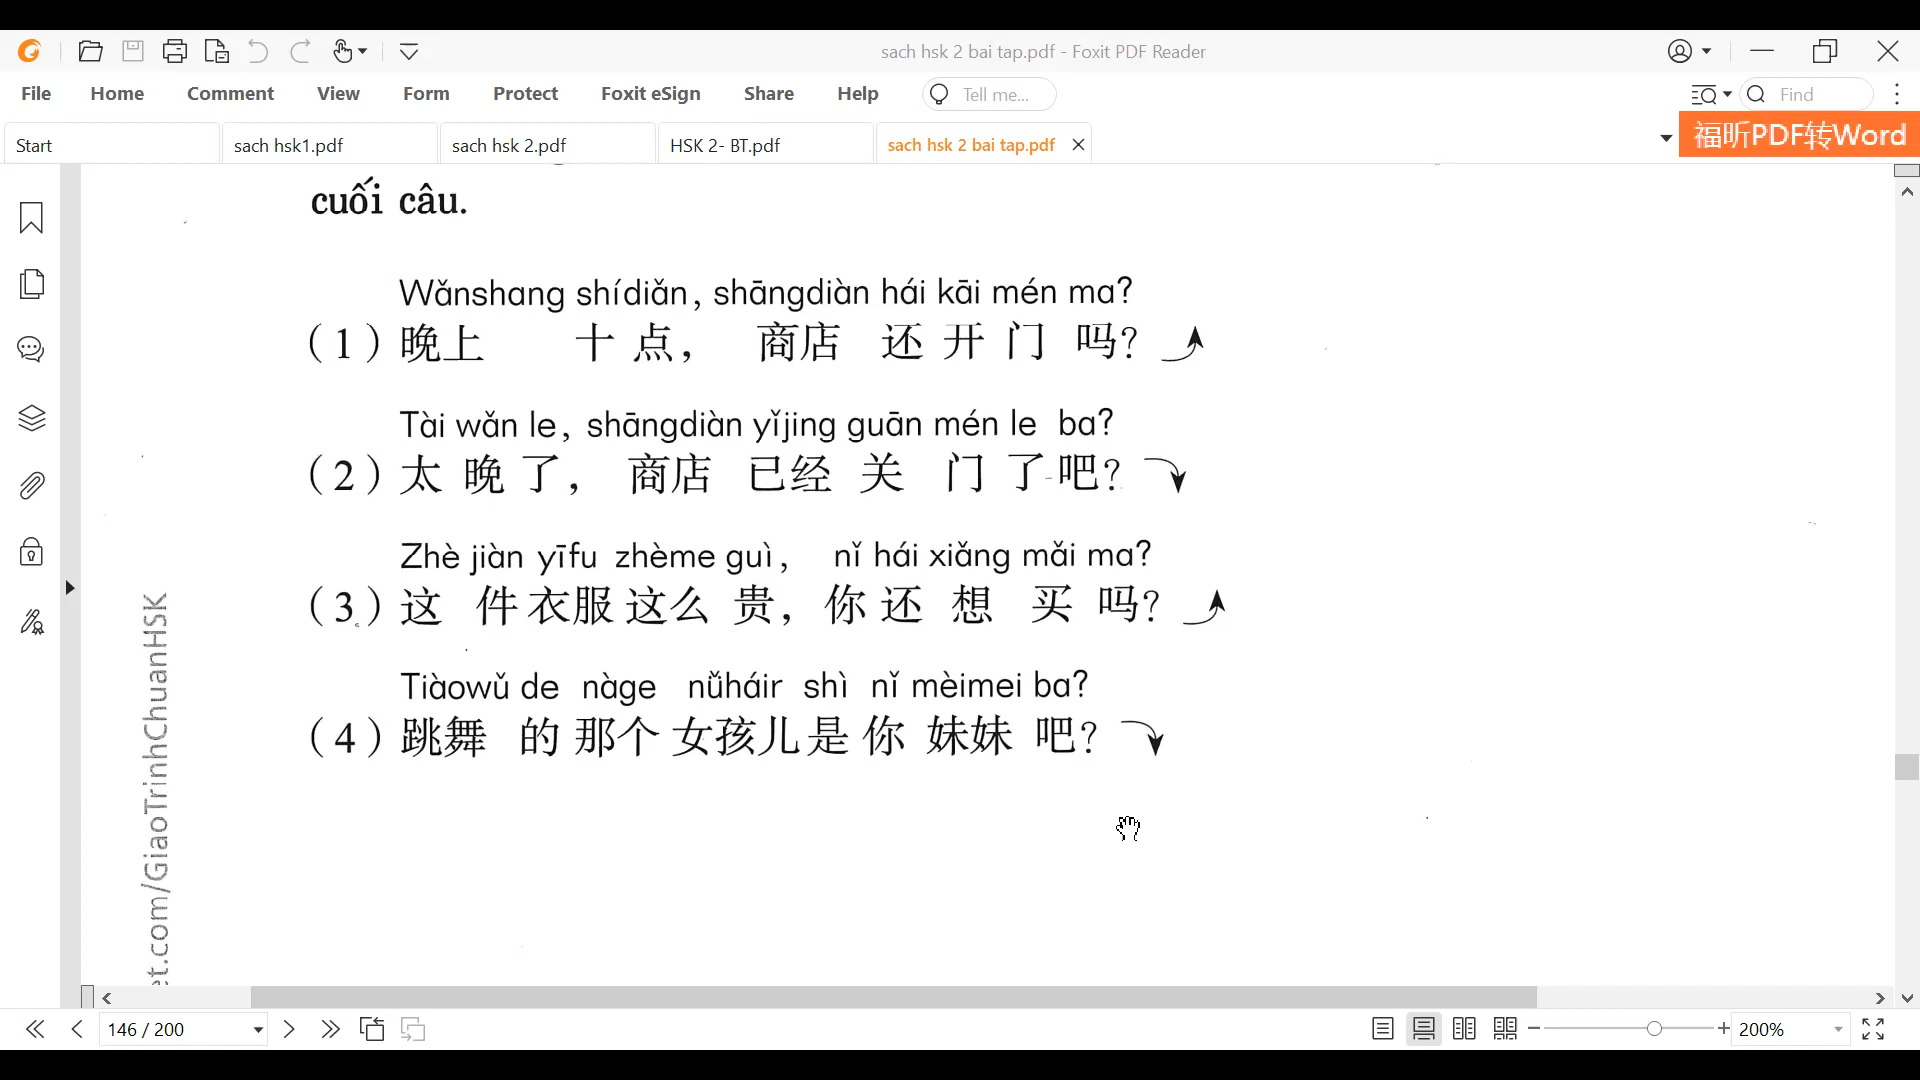 sach hsk 2 bai tap.pdf - Foxit PDF Reader
File Home Comment View Form Protect Foxit eSign Share Help Tell me... Find
Start sach hsk1.pdf sach hsk 2.pdf HSK 2- BT.pdf sach hsk 2 bai tap.pdf 福昕PDF转Word
cuối câu.
Wǎnshang shídiǎn, shāngdiàn hái kāi mén ma?
(1) 晚上 十点, 商店 还开门 吗?
Tài wǎn le, shāngdiàn yǐjing guān mén le ba?
(2) 太晚了, 商店 已经 关 门了吧?
Zhè jiàn yīfu zhème guì, nǐ hái xiǎng mǎi ma?
(3) 这 件衣服这么 贵, 你还 想 买 吗?
Tiàowǔ de nàge nǚháir shì nǐ mèimei ba?
(4) 跳舞 的 那个 女孩儿是 你 妹妹 吧?
et.com/GiaoTrinhChuanHSK
146 / 200 200%